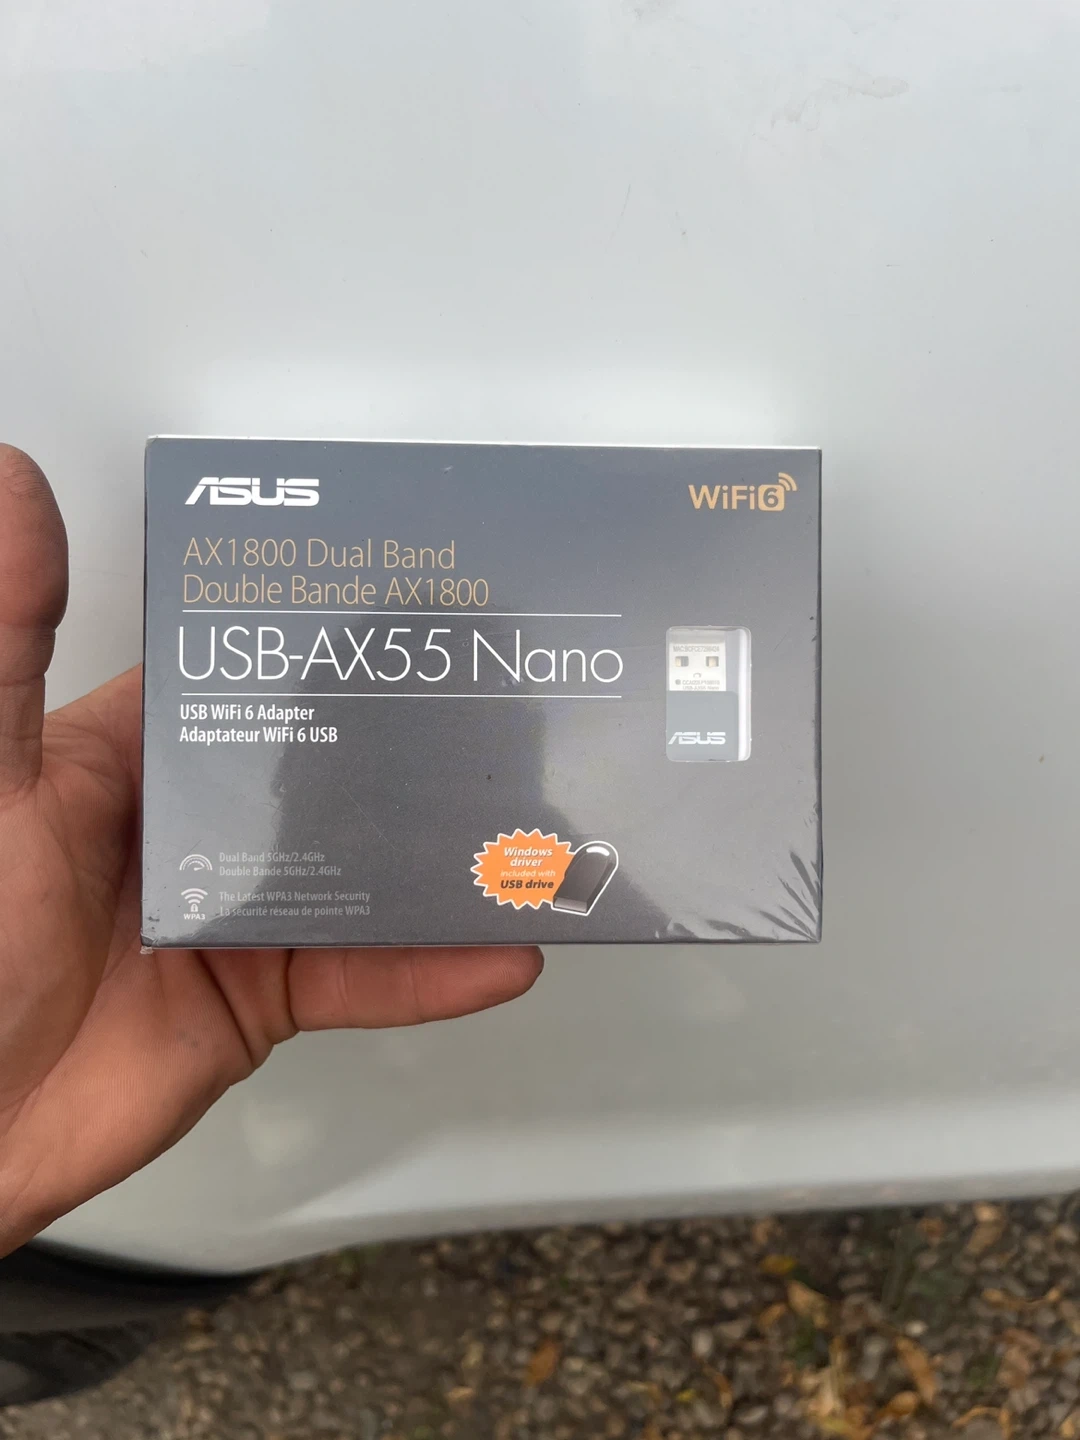 ASUS
WiFi 6
AX1800 Dual Band
Double Bande AX1800
USB-AX55 Nano
USB WiFi 6 Adapter
Adaptateur WiFi 6 USB
ASUS
Windows
driver
included with
USB drive
Dual Band 5GHz/2.4GHz
Double Bande 5GHz/2.4GHz
WPA3
The Latest WPA3 Network Security
La sécurité réseau de pointe WPA3